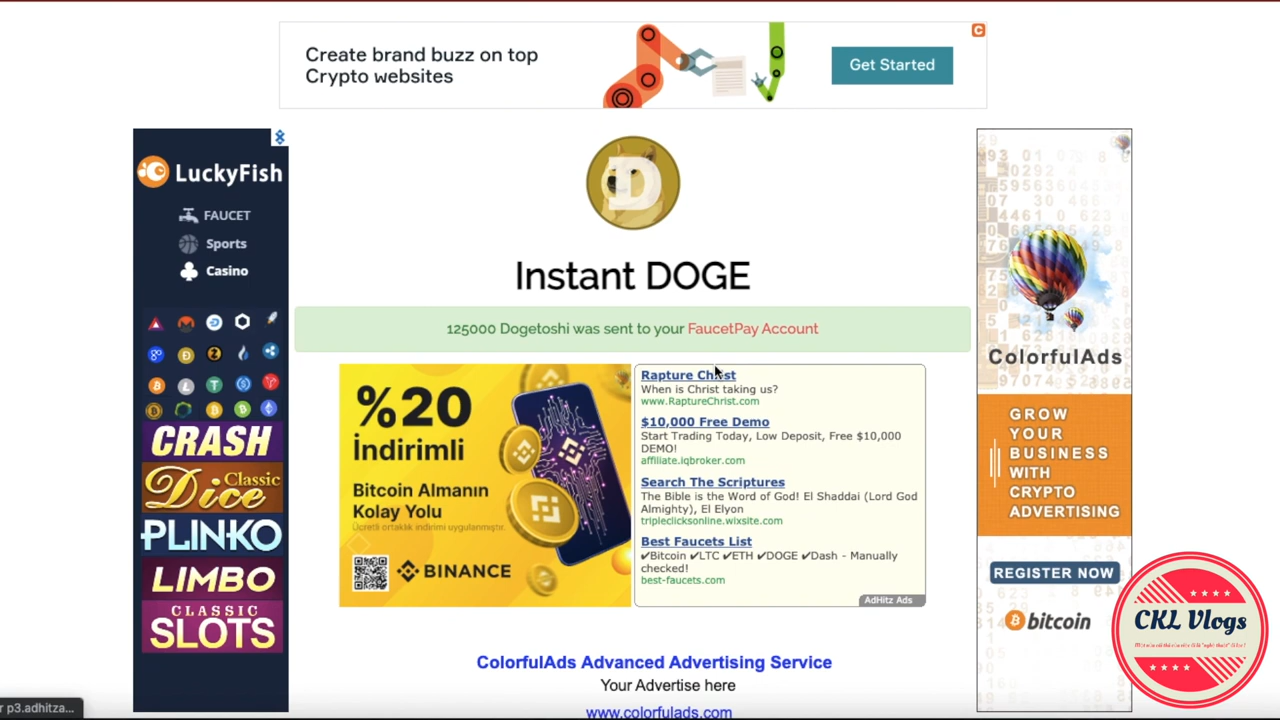 Create brand buzz on top
Crypto websites
Get Started
C
LuckyFish
FAUCET
Sports
Casino
CRASH
Classic
Dice
PLINKO
LIMBO
CLASSIC
SLOTS
D
Instant DOGE
125000 Dogetoshi was sent to your FaucetPay Account
%20
İndirimli
Bitcoin Almanın
Kolay Yolu
Ücretli ortaklık indirimi uygulanmıştır.
BINANCE
Rapture Christ
When is Christ taking us?
www.RaptureChrist.com
$10,000 Free Demo
Start Trading Today, Low Deposit, Free $10,000
DEMO!
affiliate.iqbroker.com
Search The Scriptures
The Bible is the Word of God! El Shaddai (Lord God
Almighty), El Elyon
tripleclicksonline.wixsite.com
Best Faucets List
✔Bitcoin ✔LTC ✔ETH ✔DOGE ✔Dash - Manually
checked!
best-faucets.com
AdHitz Ads
ColorfulAds Advanced Advertising Service
Your Advertise here
www.colorfulads.com
ColorfulAds
GROW
YOUR
BUSINESS
WITH
CRYPTO
ADVERTISING
REGISTER NOW
bitcoin
CKL Vlogs
r p3.adhitza...